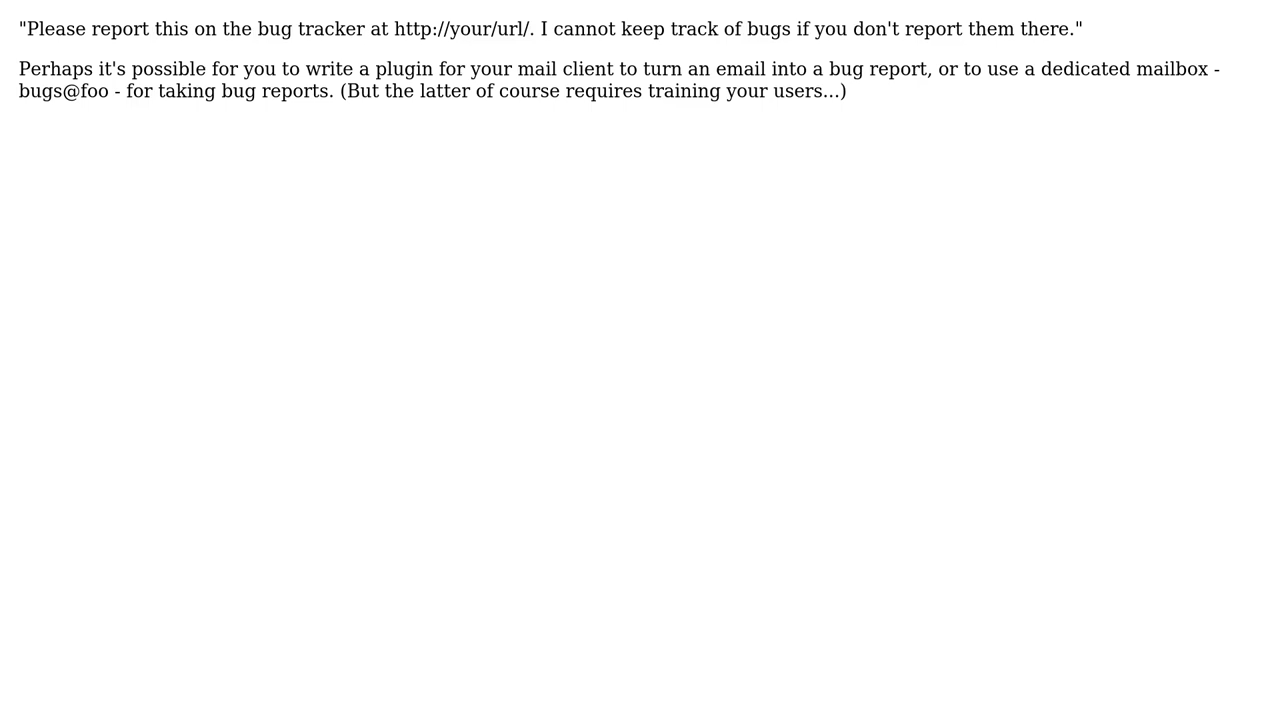 "Please report this on the bug tracker at http://your/url/. I cannot keep track of bugs if you don't report them there."
Perhaps it's possible for you to write a plugin for your mail client to turn an email into a bug report, or to use a dedicated mailbox -
bugs@foo - for taking bug reports. (But the latter of course requires training your users...)